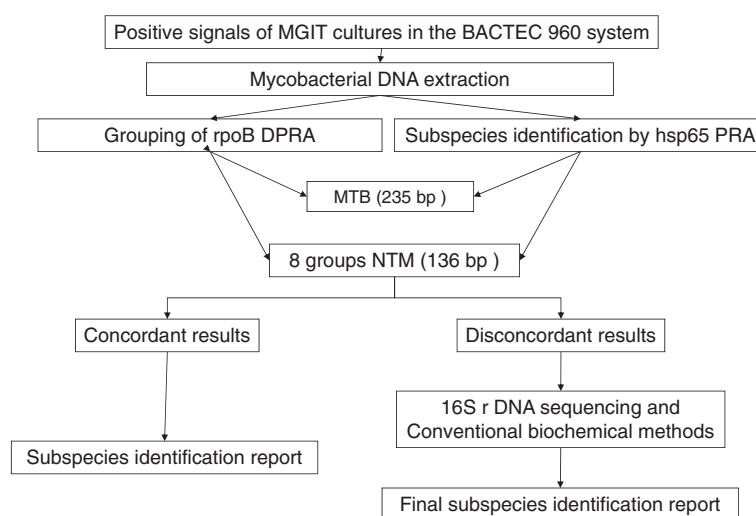 Positive signals of MGIT cultures in the BACTEC 960 system
Mycobacterial DNA extraction
Grouping of rpoB DPRA
Subspecies identification by hsp65 PRA
MTB (235 bp )
8 groups NTM (136 bp )
Concordant results
Disconcordant results
16S r DNA sequencing and
Conventional biochemical methods
Subspecies identification report
Final subspecies identification report